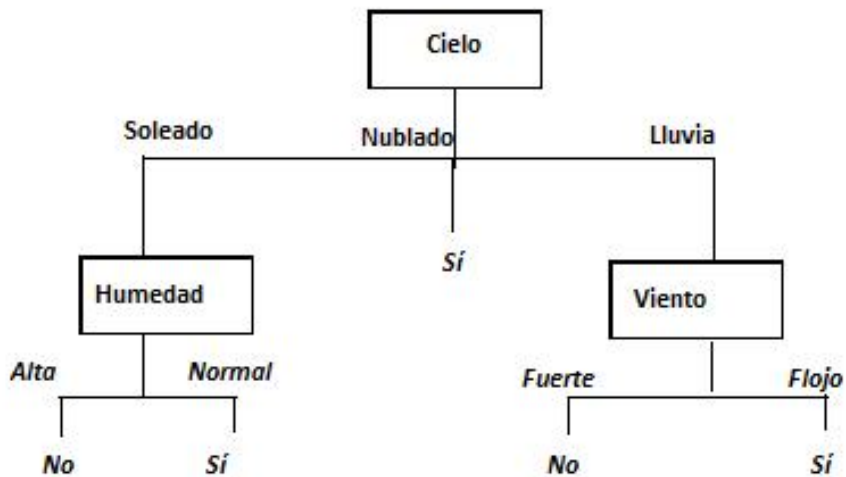 Cielo
Soleado
Nublado
Lluvia
Sí
Humedad
Viento
Alta
Normal
Fuerte
Flojo
No
Sí
No
Sí